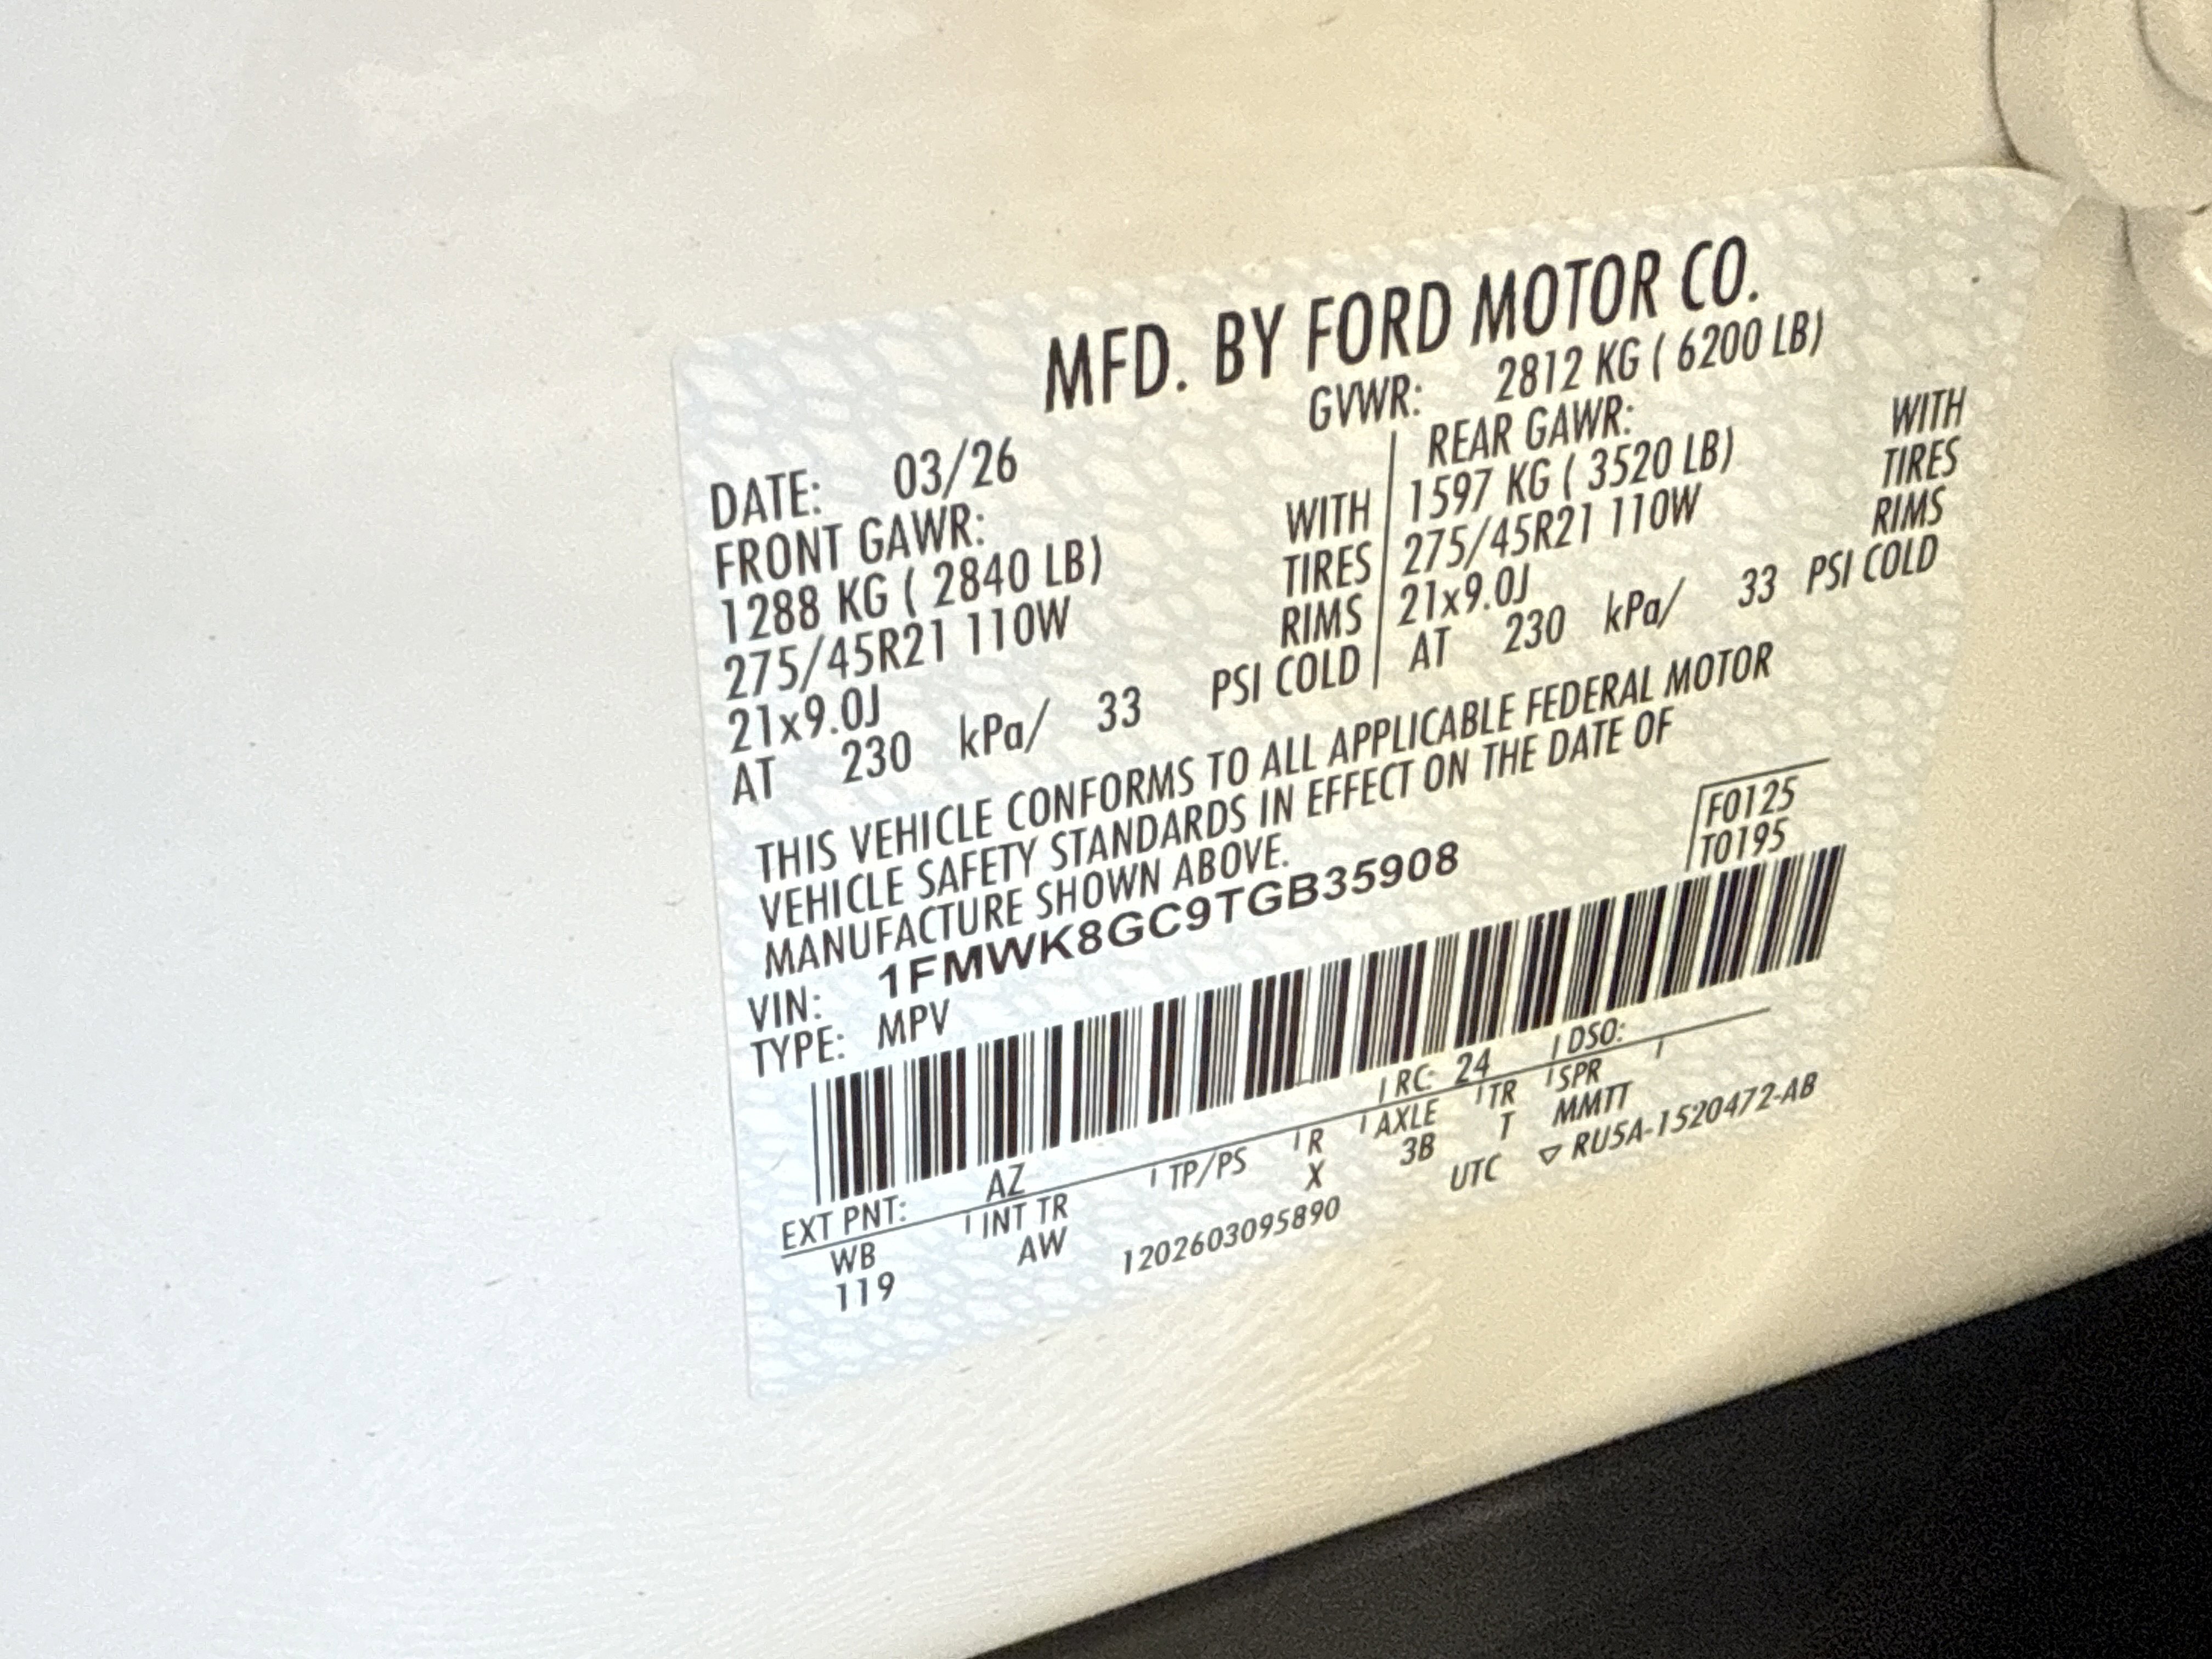 MFD. BY FORD MOTOR CO.
GVWR: 2812 KG ( 6200 LB)
DATE: 03/26
FRONT GAWR:
1288 KG ( 2840 LB) WITH
275/45R21 110W TIRES
21x9.0J RIMS
AT 230 kPa/ 33 PSI COLD
REAR GAWR: WITH
1597 KG ( 3520 LB) TIRES
275/45R21 110W RIMS
21x9.0J
AT 230 kPa/ 33 PSI COLD
THIS VEHICLE CONFORMS TO ALL APPLICABLE FEDERAL MOTOR
VEHICLE SAFETY STANDARDS IN EFFECT ON THE DATE OF
MANUFACTURE SHOWN ABOVE.
VIN: 1FMWK8GC9TGB35908
TYPE: MPV
F0125
T0195
EXT PNT: AZ RC: 24 DSO:
WB INT TR TP/PS R AXLE TR SPR
119 AW X 3B T MMTT
1202603095890 UTC ▽ RU5A-1520472-AB